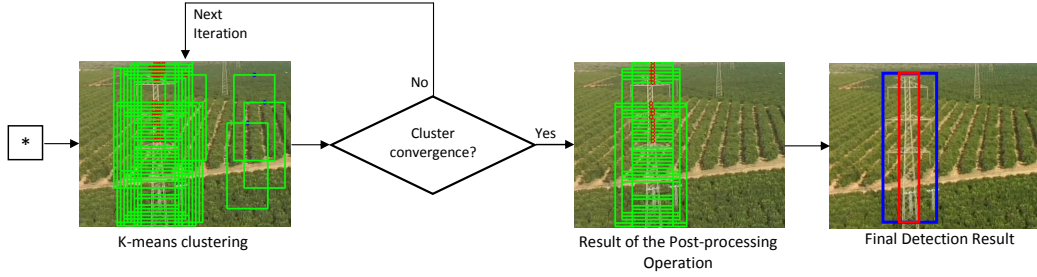 Next
Iteration
No
*
Cluster
convergence?
Yes
K-means clustering
Result of the Post-processing
Operation
Final Detection Result